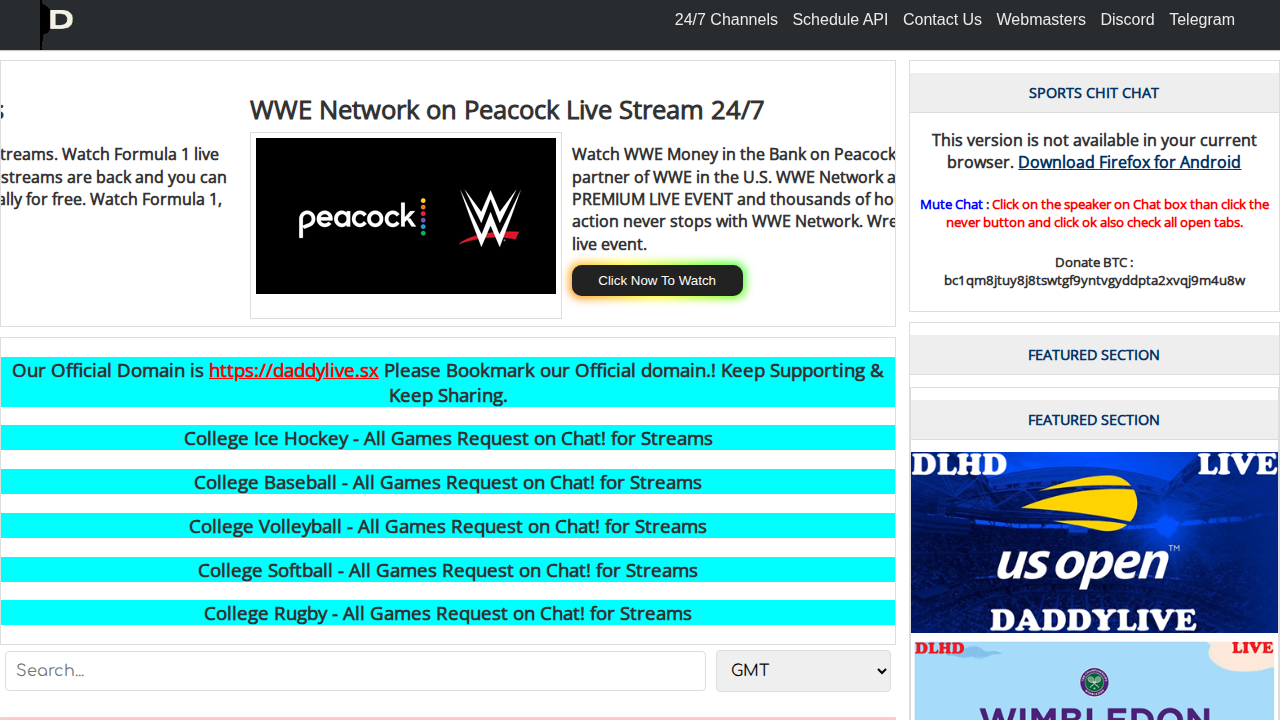 D
24/7 Channels Schedule API Contact Us Webmasters Discord Telegram
s
treams. Watch Formula 1 live
streams are back and you can
ally for free. Watch Formula 1,
WWE Network on Peacock Live Stream 24/7
peacock W
Watch WWE Money in the Bank on Peacock
partner of WWE in the U.S. WWE Network a
PREMIUM LIVE EVENT and thousands of ho
action never stops with WWE Network. Wre
live event.
Click Now To Watch
Our Official Domain is https://daddylive.sx Please Bookmark our Official domain.! Keep Supporting &
Keep Sharing.
College Ice Hockey - All Games Request on Chat! for Streams
College Baseball - All Games Request on Chat! for Streams
College Volleyball - All Games Request on Chat! for Streams
College Softball - All Games Request on Chat! for Streams
College Rugby - All Games Request on Chat! for Streams
Search...
GMT
SPORTS CHIT CHAT
This version is not available in your current
browser. Download Firefox for Android
Mute Chat : Click on the speaker on Chat box than click the
never button and click ok also check all open tabs.
Donate BTC :
bc1qm8jtuy8j8tswtgf9yntvgyddpta2xvqj9m4u8w
FEATURED SECTION
FEATURED SECTION
DLHD LIVE
us open™
DADDYLIVE
DLHD LIVE
WIMBLEDON